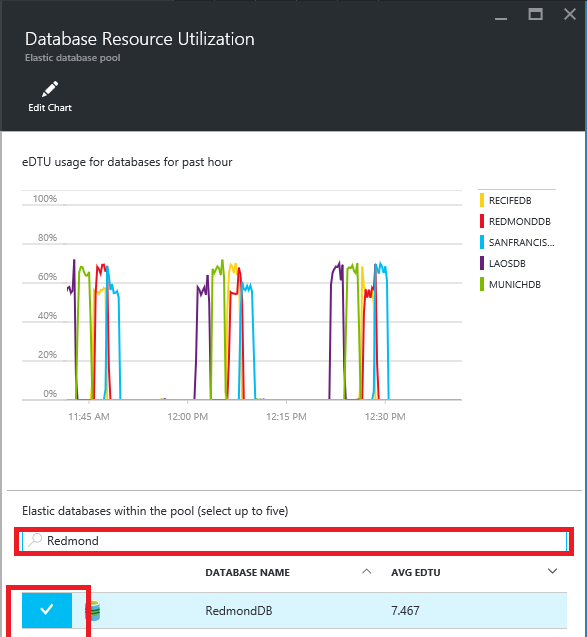 Database Resource Utilization
Elastic database pool
Edit Chart
eDTU usage for databases for past hour
100%
80%
60%
40%
20%
0%
11:45 AM 12:00 PM 12:15 PM 12:30 PM
RECIFEDB
REDMONDDB
SANFRANCIS...
LAOSDB
MUNICHDB
Elastic databases within the pool (select up to five)
Redmond
DATABASE NAME AVG EDTU
RedmondDB 7.467